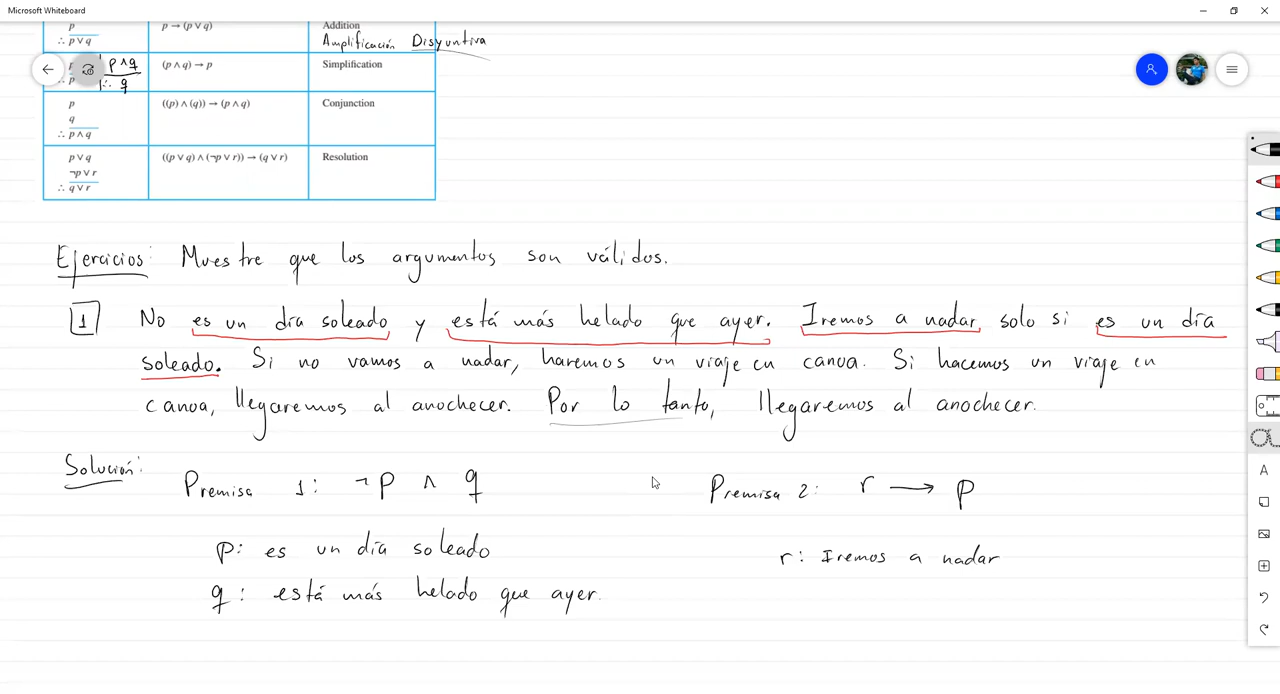 Microsoft Whiteboard
p
p → (p ∨ q)
Addition
∴ p ∨ q
Amplificación Disyuntiva
p ∧ q
(p ∧ q) → p
Simplification
∴ p
∴ q
p
((p) ∧ (q)) → (p ∧ q)
Conjunction
q
∴ p ∧ q
p ∨ q
((p ∨ q) ∧ (¬p ∨ r)) → (q ∨ r)
Resolution
¬p ∨ r
∴ q ∨ r
Ejercicios: Muestre que los argumentos son válidos.
1 No es un día soleado y está más helado que ayer. Iremos a nadar solo si es un día
soleado. Si no vamos a nadar, haremos un viaje en canoa. Si hacemos un viaje en
canoa, llegaremos al anochecer. Por lo tanto, llegaremos al anochecer.
Solución:
Premisa 1: ¬p ∧ q
Premisa 2: r → p
p: es un día soleado
r: Iremos a nadar
q: está más helado que ayer.
A